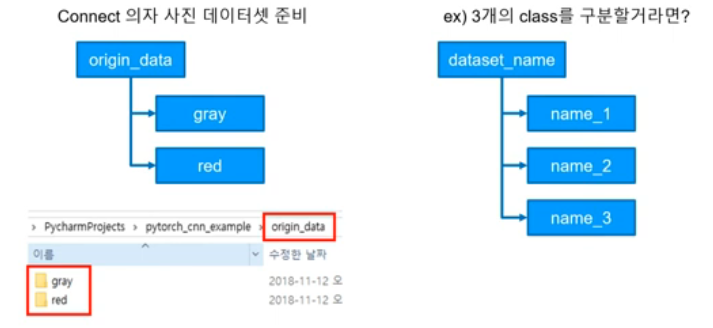 Connect 의자 사진 데이터셋 준비
origin_data
gray
red
> PycharmProjects > pytorch_cnn_example > origin_data
이름 수정한 날짜
gray 2018-11-12 오
red 2018-11-12 오
ex) 3개의 class를 구분할거라면?
dataset_name
name_1
name_2
name_3